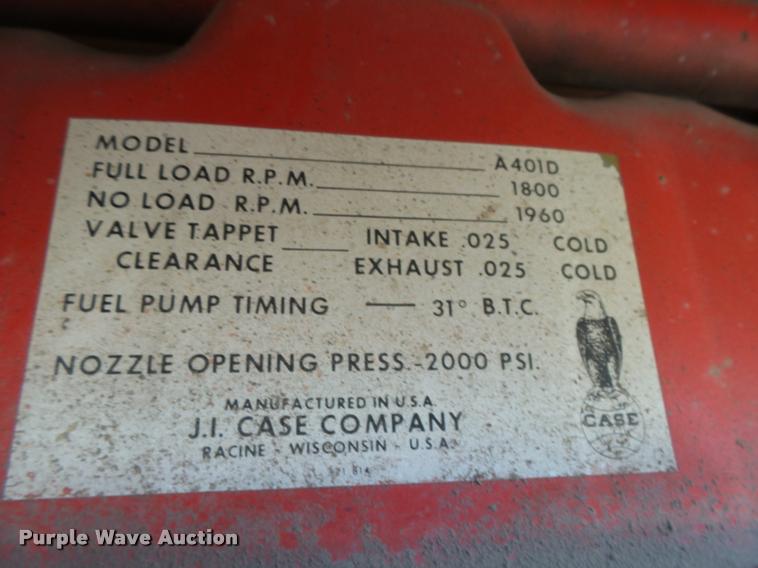 MODEL A401D
FULL LOAD R.P.M. 1800
NO LOAD R.P.M. 1960
VALVE TAPPET INTAKE .025 COLD
CLEARANCE EXHAUST .025 COLD
FUEL PUMP TIMING — 31° B.T.C.
NOZZLE OPENING PRESS.-2000 PSI.
CASE
MANUFACTURED IN U.S.A.
J.I. CASE COMPANY
RACINE - WISCONSIN - U.S.A.
Purple Wave Auction